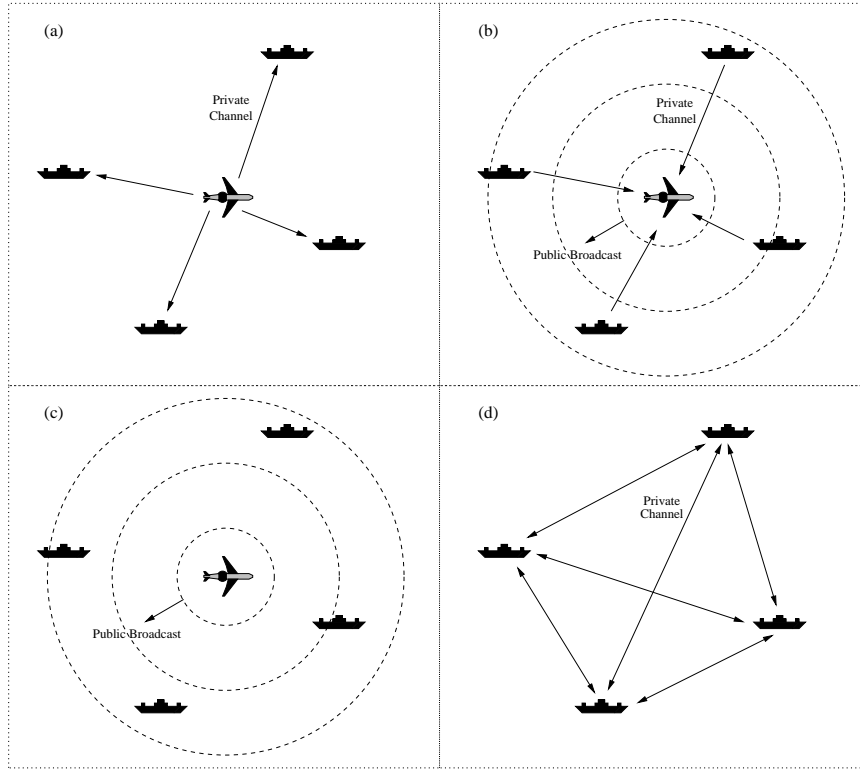 (a)
Private
Channel
(b)
Private
Channel
Public Broadcast
(c)
Public Broadcast
(d)
Private
Channel